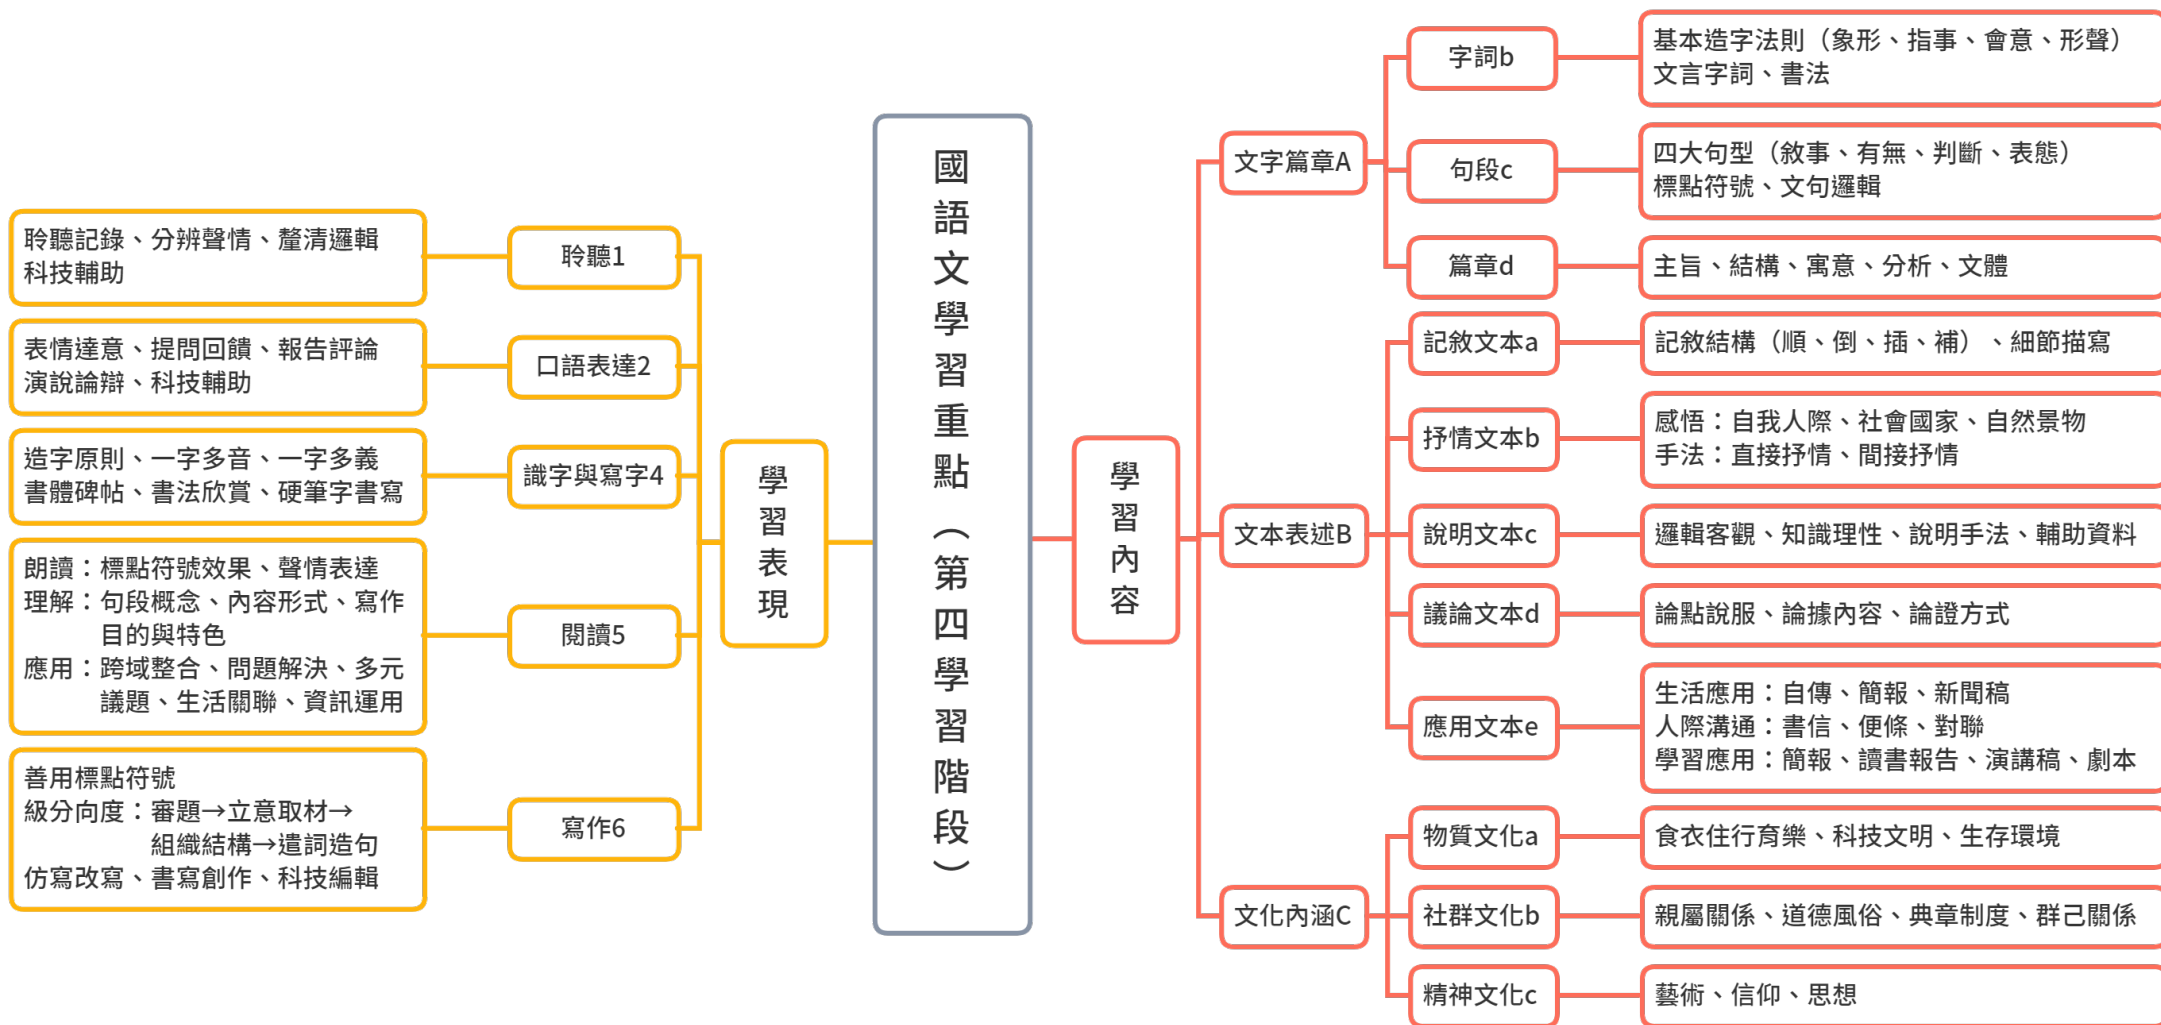 國語文學習重點（第四學習階段）
學習表現
聆聽1
聆聽記錄、分辨聲情、釐清邏輯
科技輔助
口語表達2
表情達意、提問回饋、報告評論
演說論辯、科技輔助
識字與寫字4
造字原則、一字多音、一字多義
書體碑帖、書法欣賞、硬筆字書寫
閱讀5
朗讀：標點符號效果、聲情表達
理解：句段概念、內容形式、寫作
目的與特色
應用：跨域整合、問題解決、多元
議題、生活關聯、資訊運用
寫作6
善用標點符號
級分向度：審題→立意取材→
組織結構→遣詞造句
仿寫改寫、書寫創作、科技編輯
學習內容
文字篇章A
字詞b
基本造字法則（象形、指事、會意、形聲）
文言字詞、書法
句段c
四大句型（敘事、有無、判斷、表態）
標點符號、文句邏輯
篇章d
主旨、結構、寓意、分析、文體
文本表述B
記敘文本a
記敘結構（順、倒、插、補）、細節描寫
抒情文本b
感悟：自我人際、社會國家、自然景物
手法：直接抒情、間接抒情
說明文本c
邏輯客觀、知識理性、說明手法、輔助資料
議論文本d
論點說服、論據內容、論證方式
應用文本e
生活應用：自傳、簡報、新聞稿
人際溝通：書信、便條、對聯
學習應用：簡報、讀書報告、演講稿、劇本
文化內涵C
物質文化a
食衣住行育樂、科技文明、生存環境
社群文化b
親屬關係、道德風俗、典章制度、群己關係
精神文化c
藝術、信仰、思想